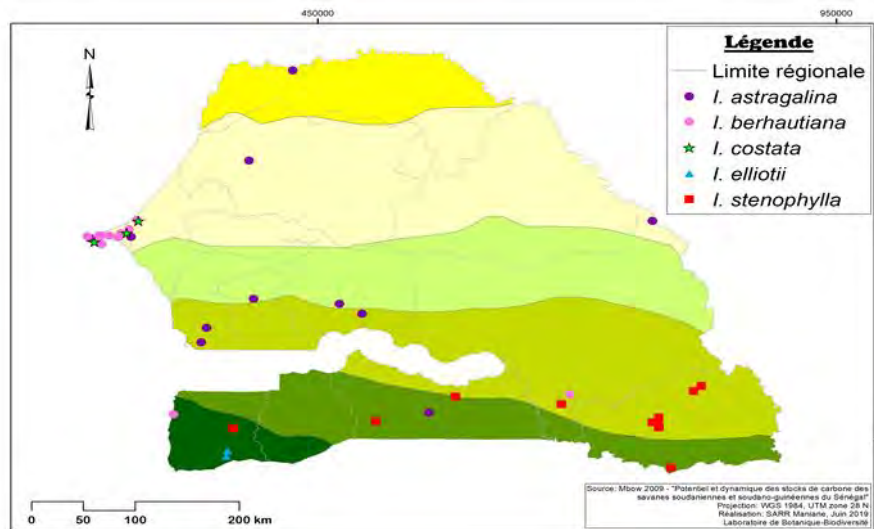 450000
950000
N
Légende
Limite régionale
I. astragalina
I. berhautiana
I. costata
I. elliotii
I. stenophylla
0 50 100 200 km
Source: Mbow 2009 - "Potentiel et dynamique des stocks de carbone des
savanes soudaniennes et soudano-guinéennes du Sénégal"
Projection: WGS 1984, UTM zone 28 N
Réalisation: SARR Maniane, Juin 2019
Laboratoire de Botanique-Biodiversité